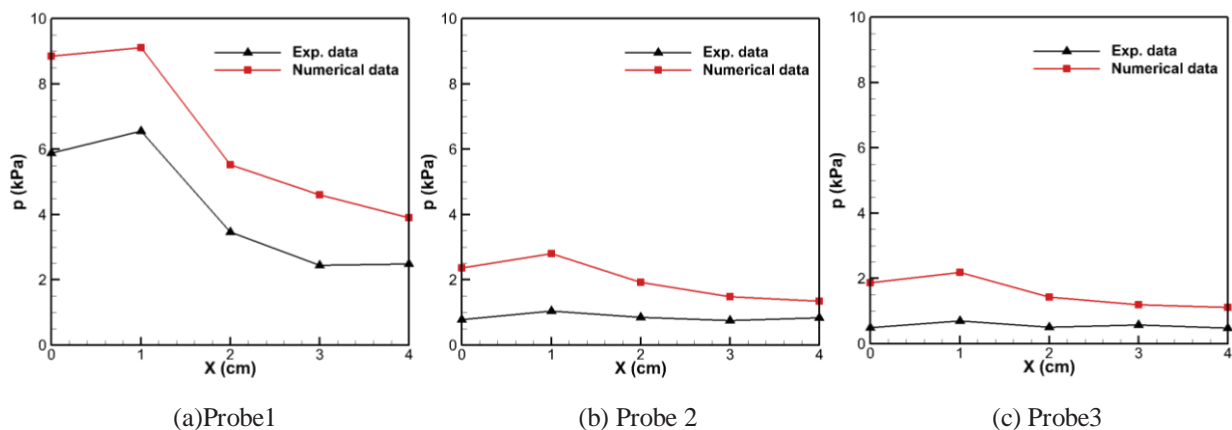 10
8
6
4
2
0
p (kPa)
Exp. data
Numerical data
0 1 2 3 4
X (cm)
(a)Probe1
10
8
6
4
2
0
p (kPa)
Exp. data
Numerical data
0 1 2 3 4
X (cm)
(b) Probe 2
10
8
6
4
2
0
p (kPa)
Exp. data
Numerical data
0 1 2 3 4
X (cm)
(c) Probe3